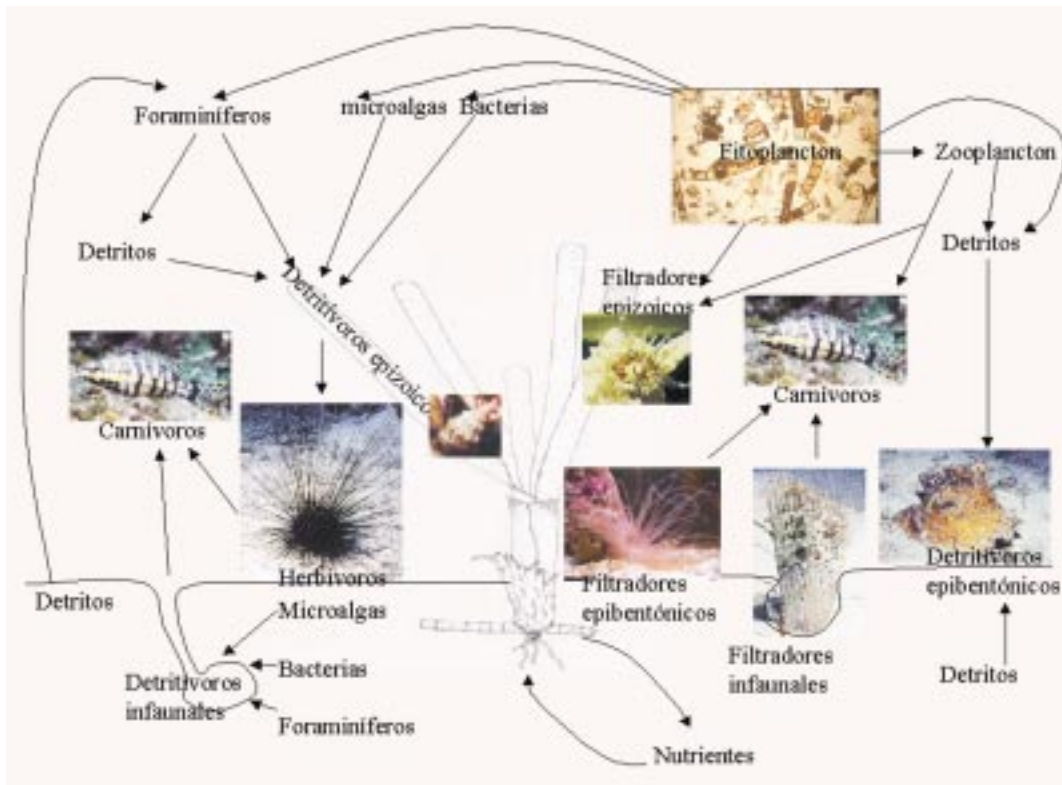 Foraminíferos
microalgas
Bacterias
Fitoplancton
Zooplancton
Detritos
Detritos
Detritívoros epizoico
Filtradores
epizoicos
Carnívoros
Carnívoros
Herbívoros
Filtradores
epibentónicos
Detritívoros
epibentónicos
Detritos
Microalgas
Bacterias
Detritívoros
infaunales
Foraminíferos
Filtradores
infaunales
Detritos
Nutrientes